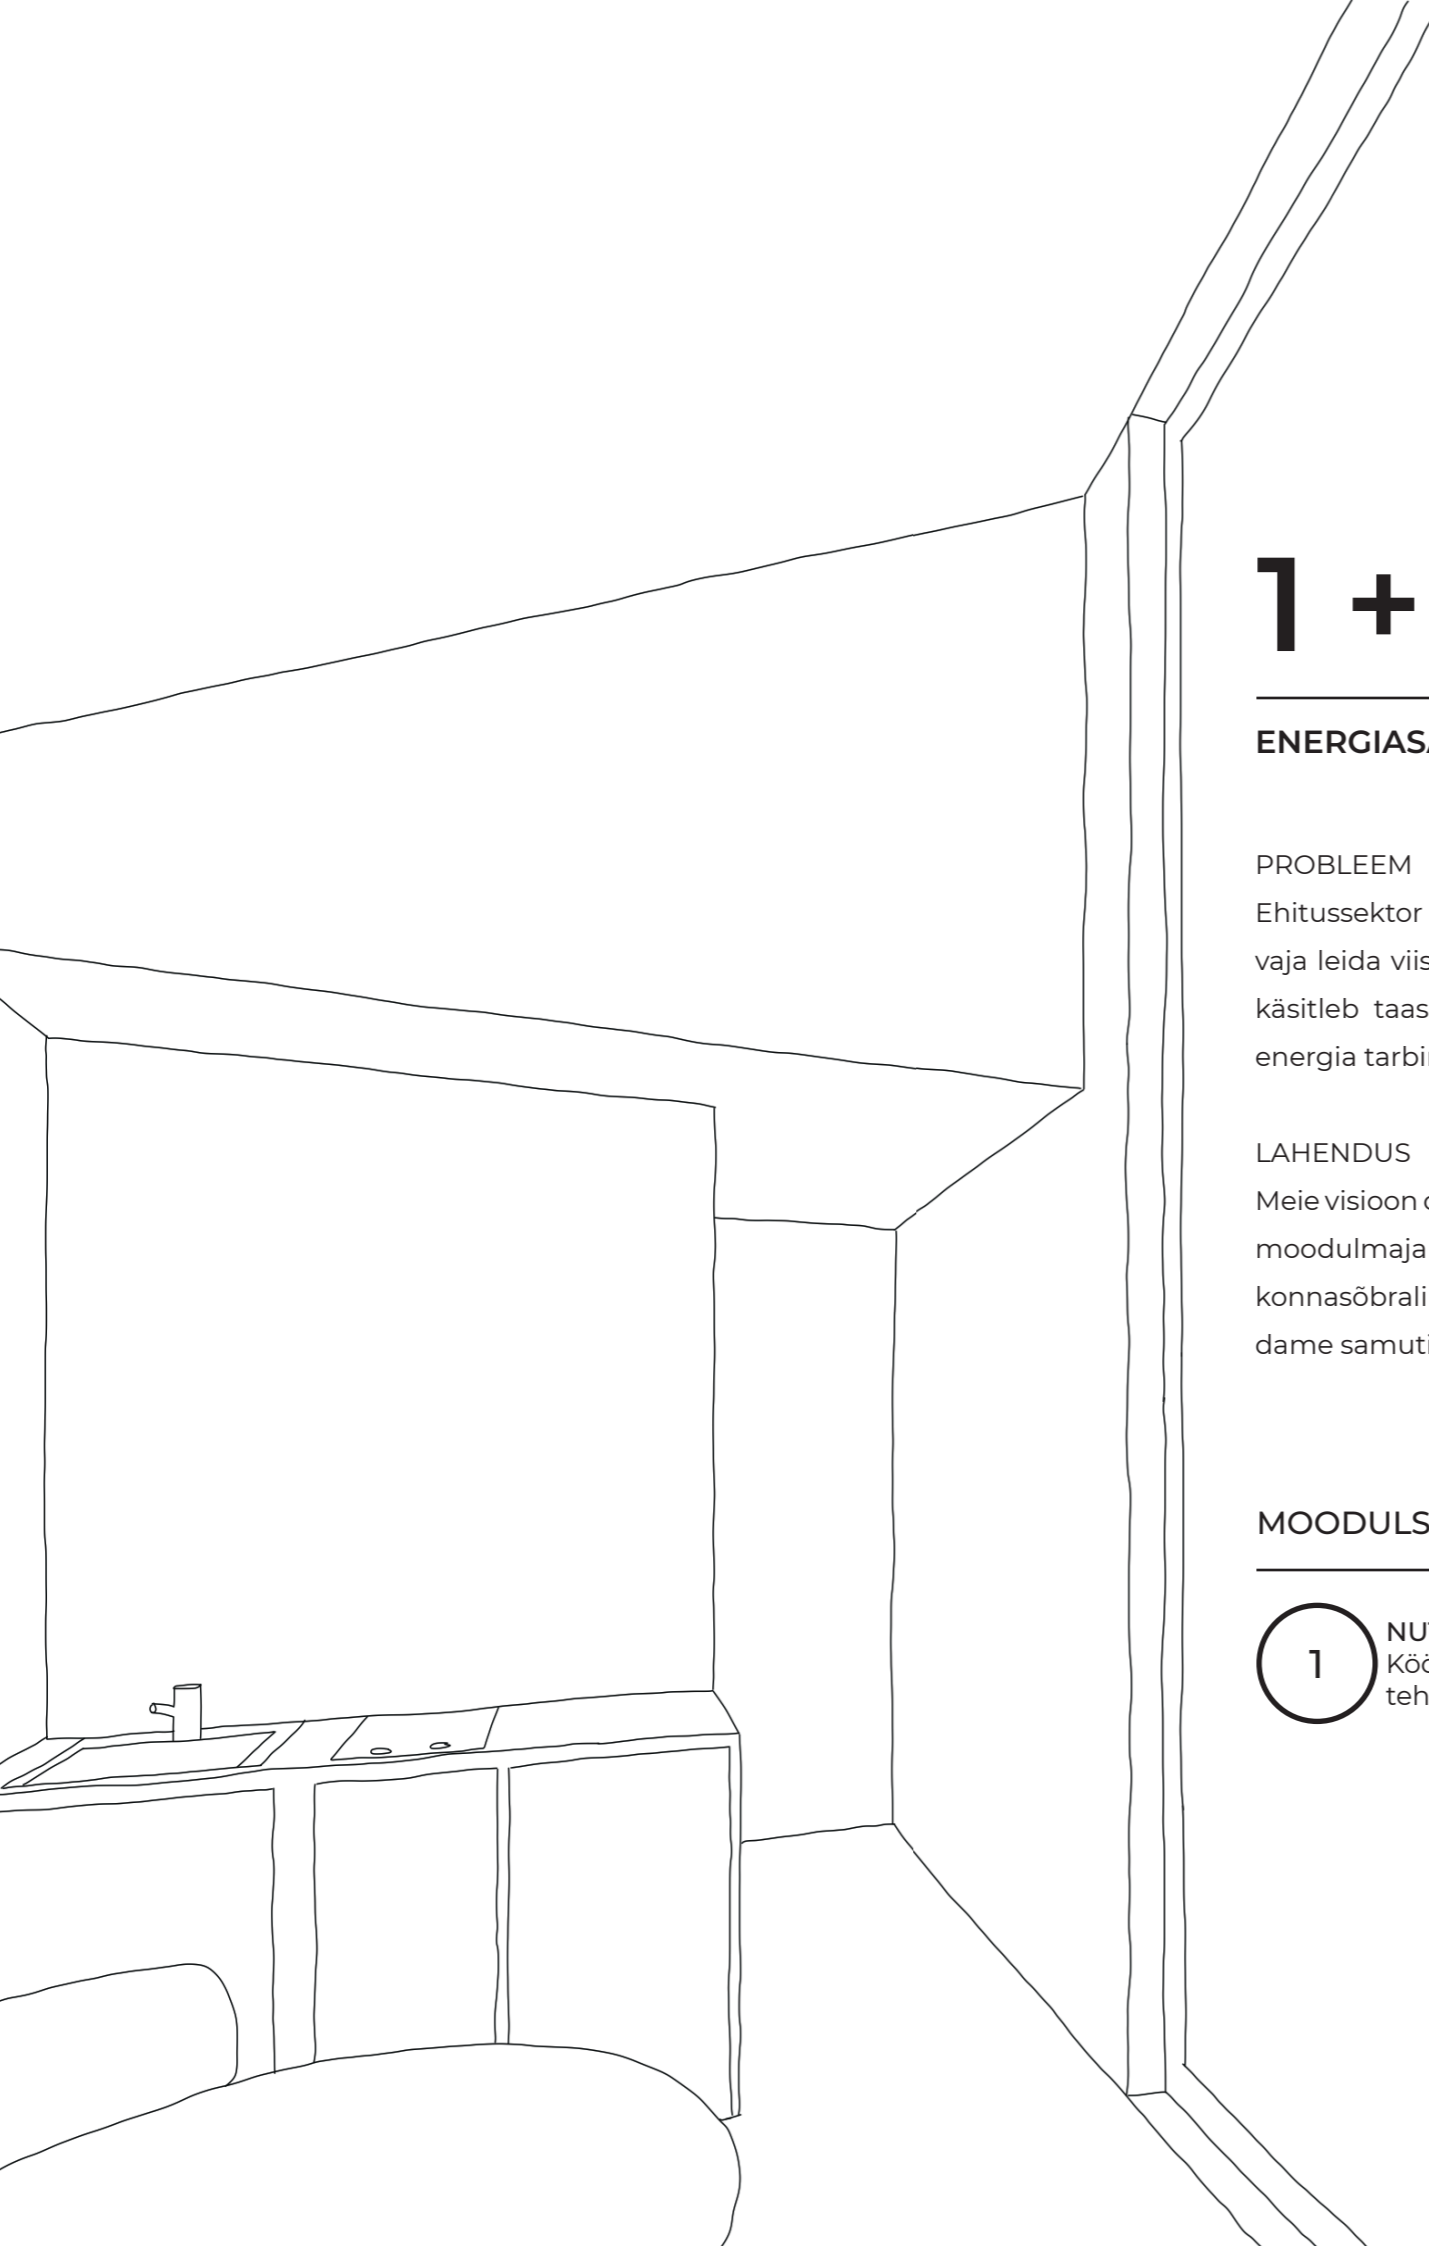 1 +
ENERGIAS
PROBLEEM
Ehitussektor
vaja leida viis
käsitleb taas
energia tarbi
LAHENDUS
Meie visioon
moodulmaja
konnasõbrali
dame samuti
MOODULS
1
NU
Köö
teh